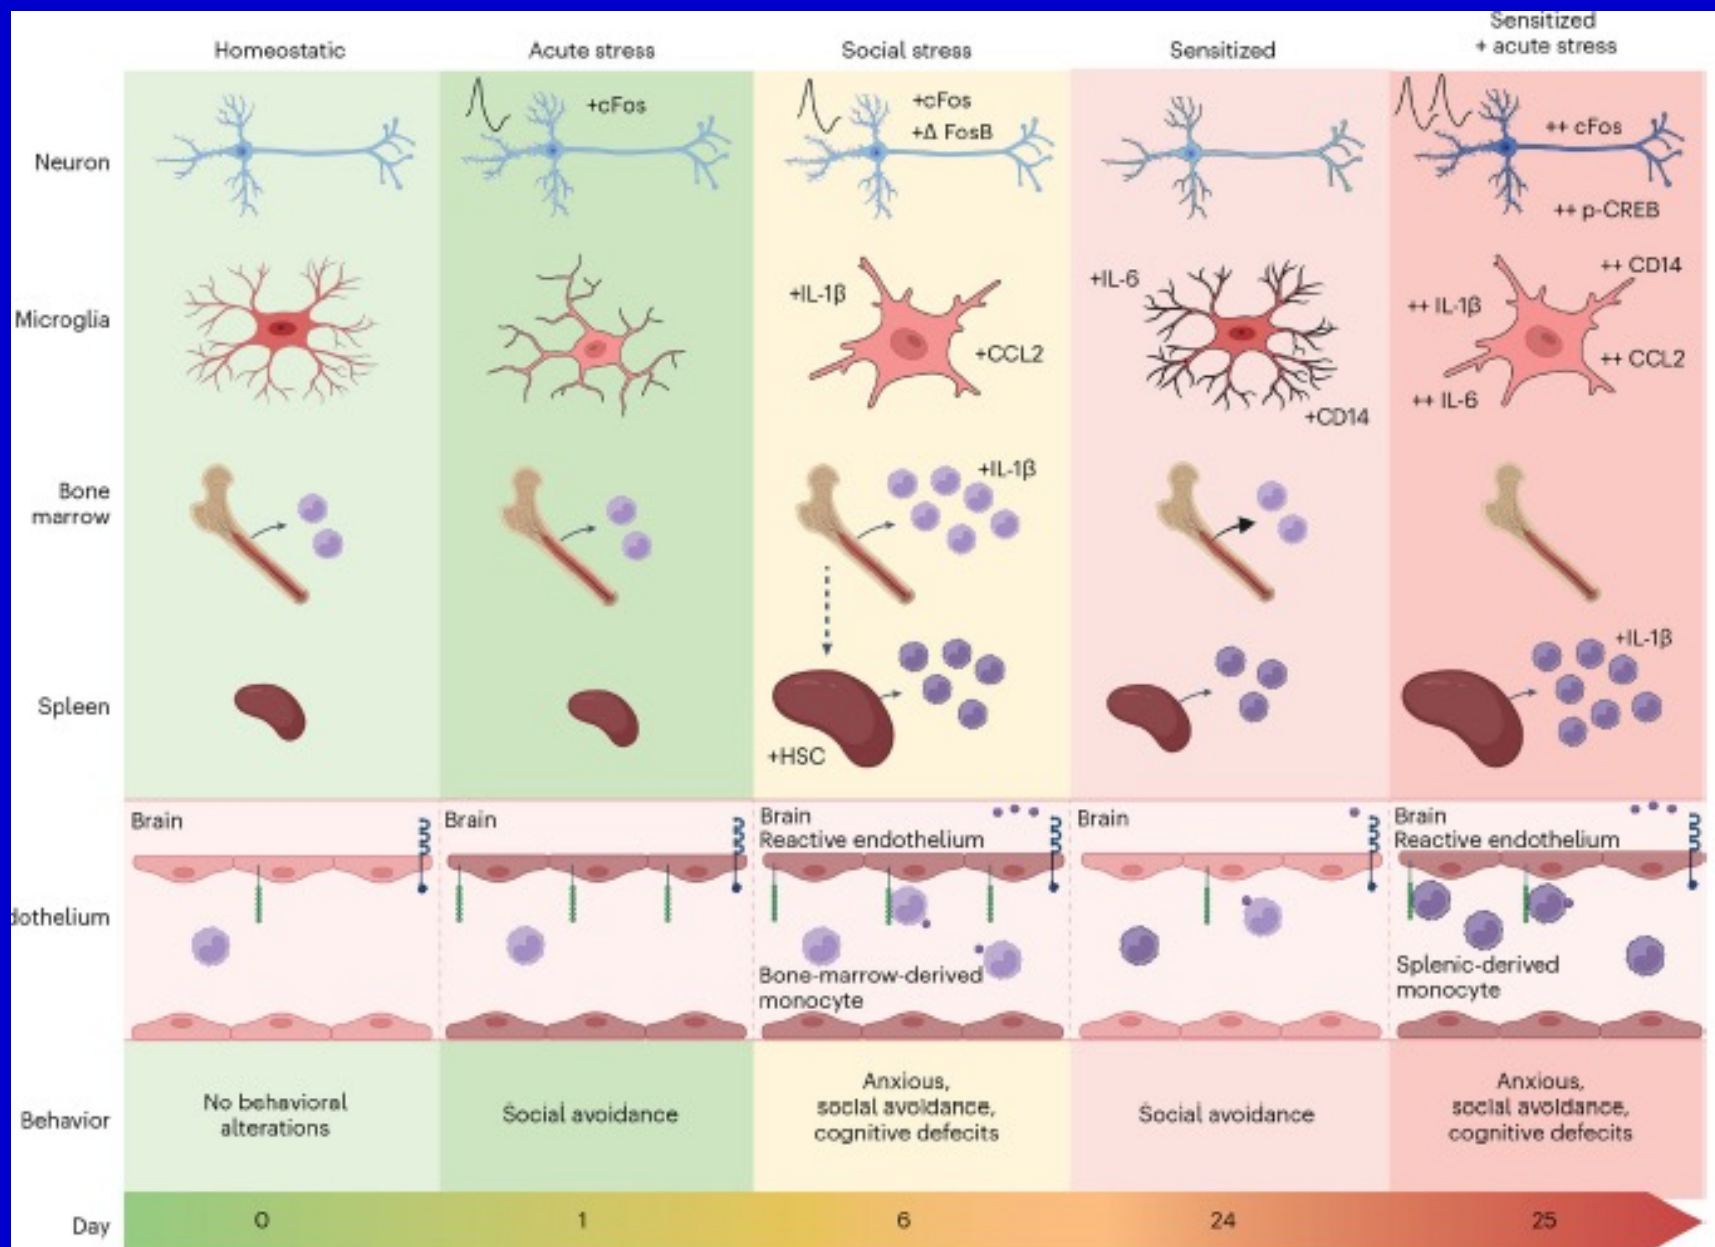 Homeostatic
Acute stress
Social stress
Sensitized
Sensitized
+ acute stress
Neuron
+cFos
+cFos
+Δ FosB
++ cFos
++ p-CREB
Microglia
+IL-1β
+CCL2
+IL-6
+CD14
++ CD14
++ IL-1β
++ CCL2
++ IL-6
Bone
marrow
+IL-1β
Spleen
+HSC
+IL-1β
dothelium
Brain
Brain
Brain
Reactive endothelium
Bone-marrow-derived
monocyte
Brain
Brain
Reactive endothelium
Splenic-derived
monocyte
Behavior
No behavioral
alterations
Social avoidance
Anxious,
social avoidance,
cognitive defecits
Social avoidance
Anxious,
social avoidance,
cognitive defecits
Day
0
1
6
24
25